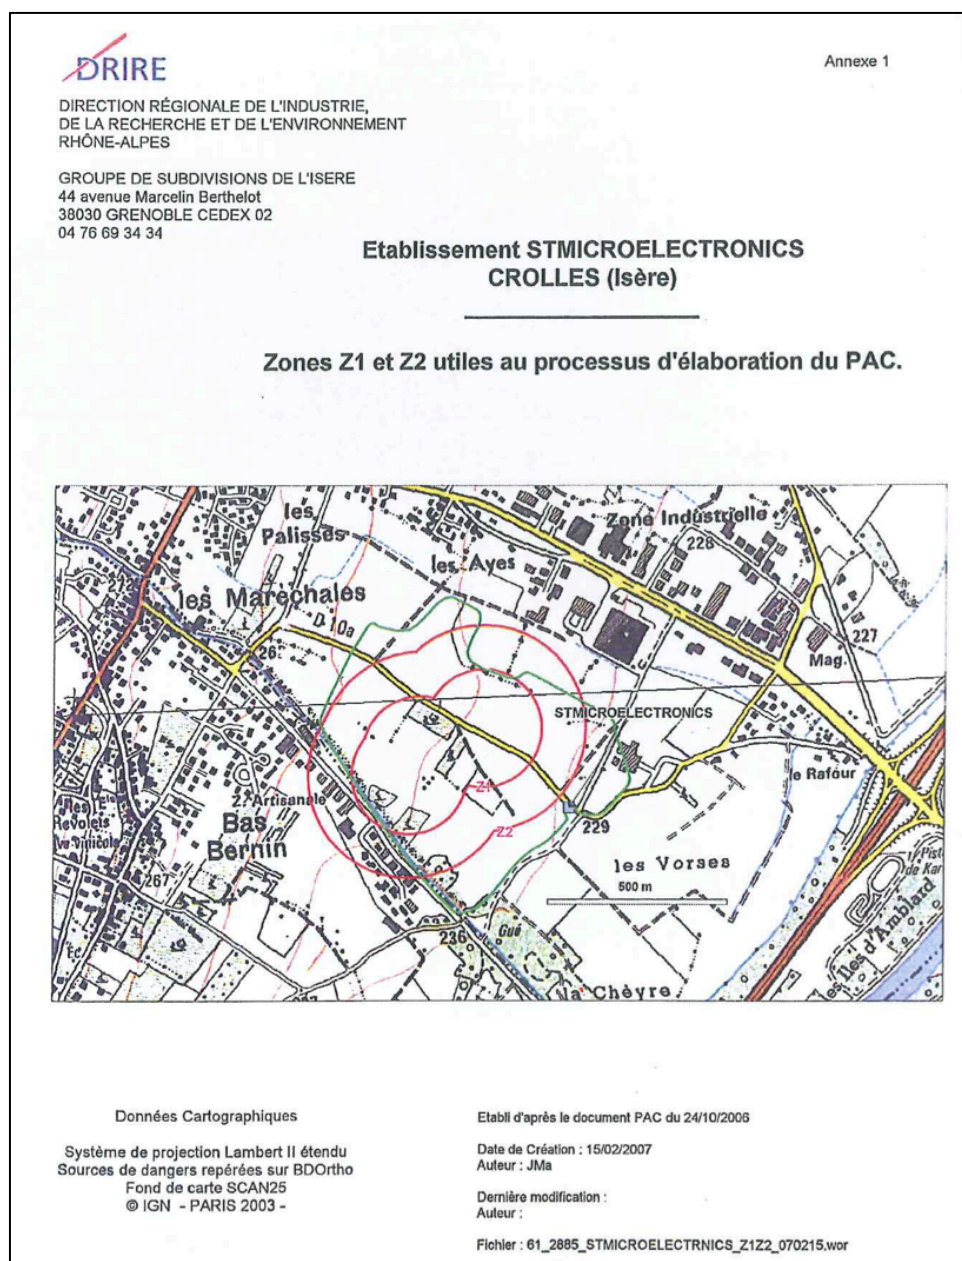 DRIRE
Annexe 1
DIRECTION RÉGIONALE DE L'INDUSTRIE,
DE LA RECHERCHE ET DE L'ENVIRONNEMENT
RHÔNE-ALPES
GROUPE DE SUBDIVISIONS DE L'ISERE
44 avenue Marcelin Berthelot
38030 GRENOBLE CEDEX 02
04 76 69 34 34
Etablissement STMICROELECTRONICS
CROLLES (Isère)
Zones Z1 et Z2 utiles au processus d'élaboration du PAC.
les
Palisses
les Ayes
Zone Industrielle
228
les Maréchales
D 10a
26
227
Mag.
STMICROELECTRONICS
le Rafour
Z1
Z2
229
Z. Artisanale
Bas
Bernin
267
les Vorses
500 m
236
Gué
la Chèvre
les Iles d'Amblard
Données Cartographiques
Système de projection Lambert II étendu
Sources de dangers repérées sur BDOrtho
Fond de carte SCAN25
© IGN - PARIS 2003 -
Etabli d'après le document PAC du 24/10/2006
Date de Création : 15/02/2007
Auteur : JMa
Dernière modification :
Auteur :
Fichier : 61_2885_STMICROELECTRNICS_Z1Z2_070215.wor